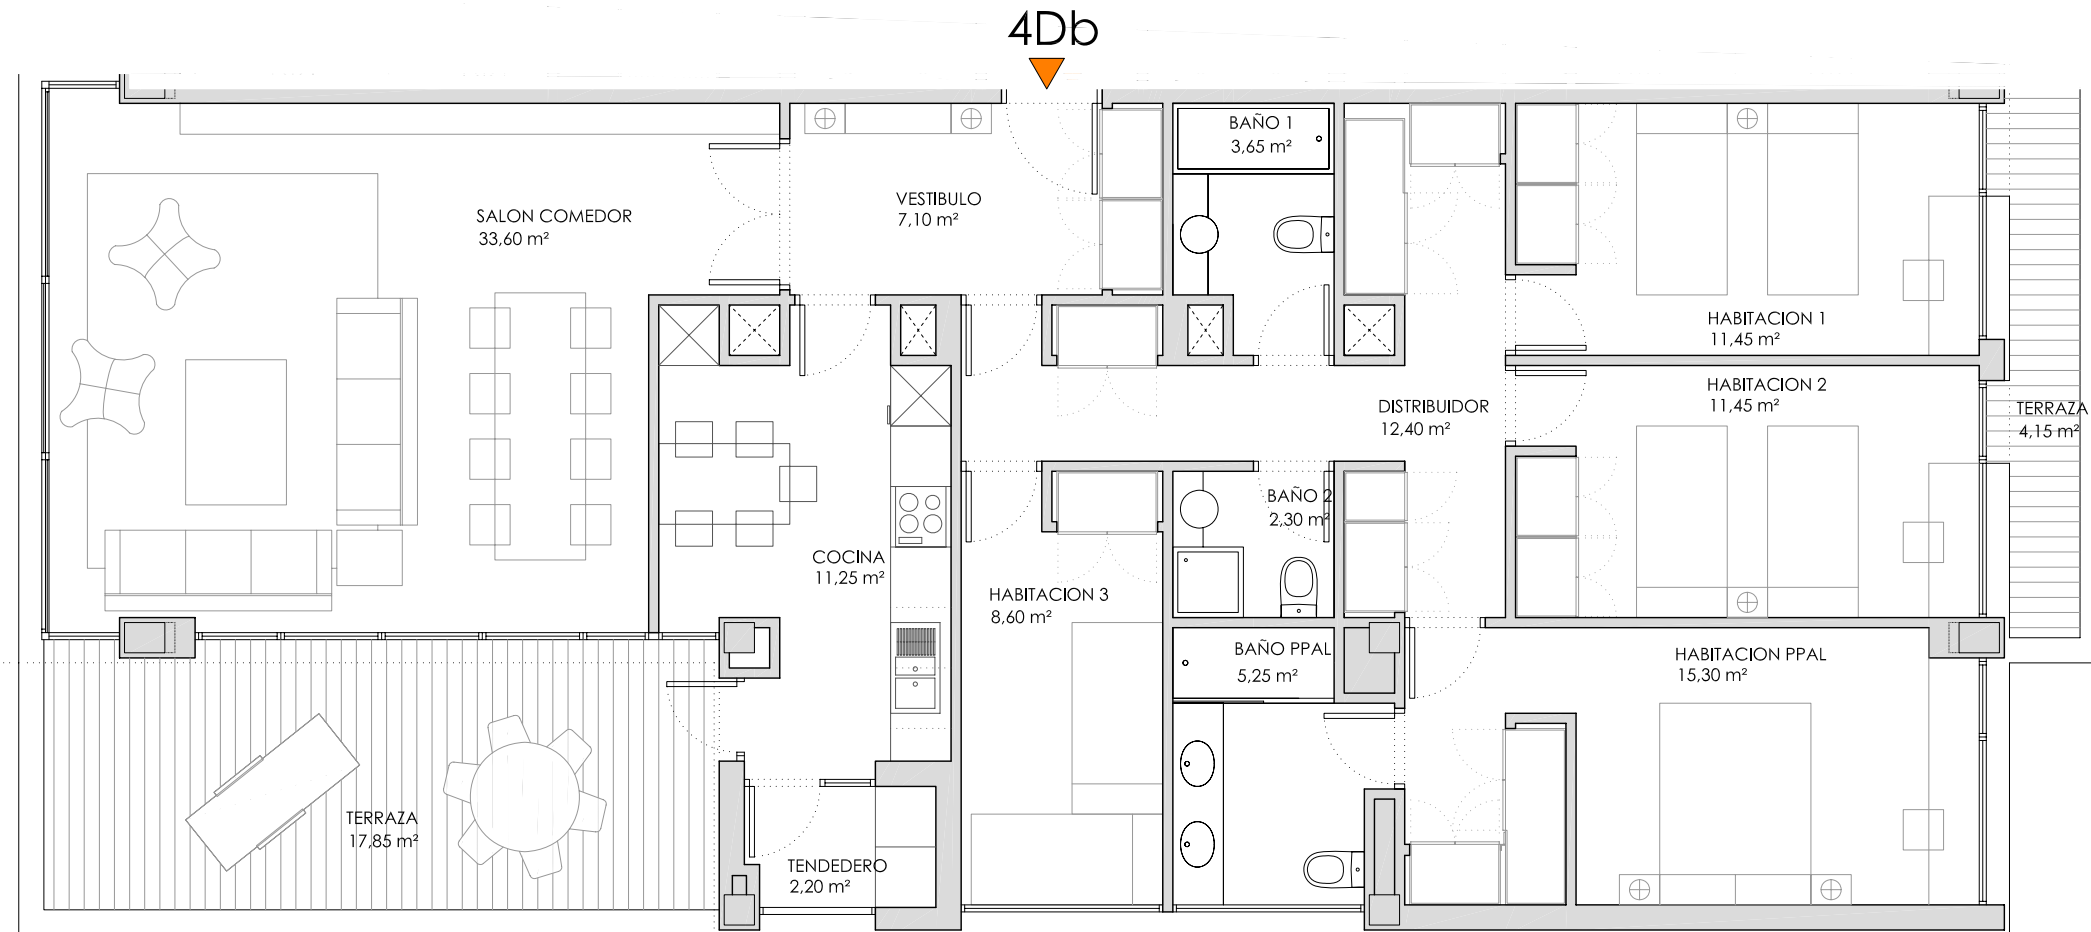 4Db
BAÑO 1
3,65 m²
VESTIBULO
7,10 m²
SALON COMEDOR
33,60 m²
HABITACION 1
11,45 m²
HABITACION 2
11,45 m²
DISTRIBUIDOR
12,40 m²
TERRAZA
4,15 m²
BAÑO 2
2,30 m²
COCINA
11,25 m²
HABITACION 3
8,60 m²
BAÑO PPAL
5,25 m²
HABITACION PPAL
15,30 m²
TERRAZA
17,85 m²
TENDEDERO
2,20 m²